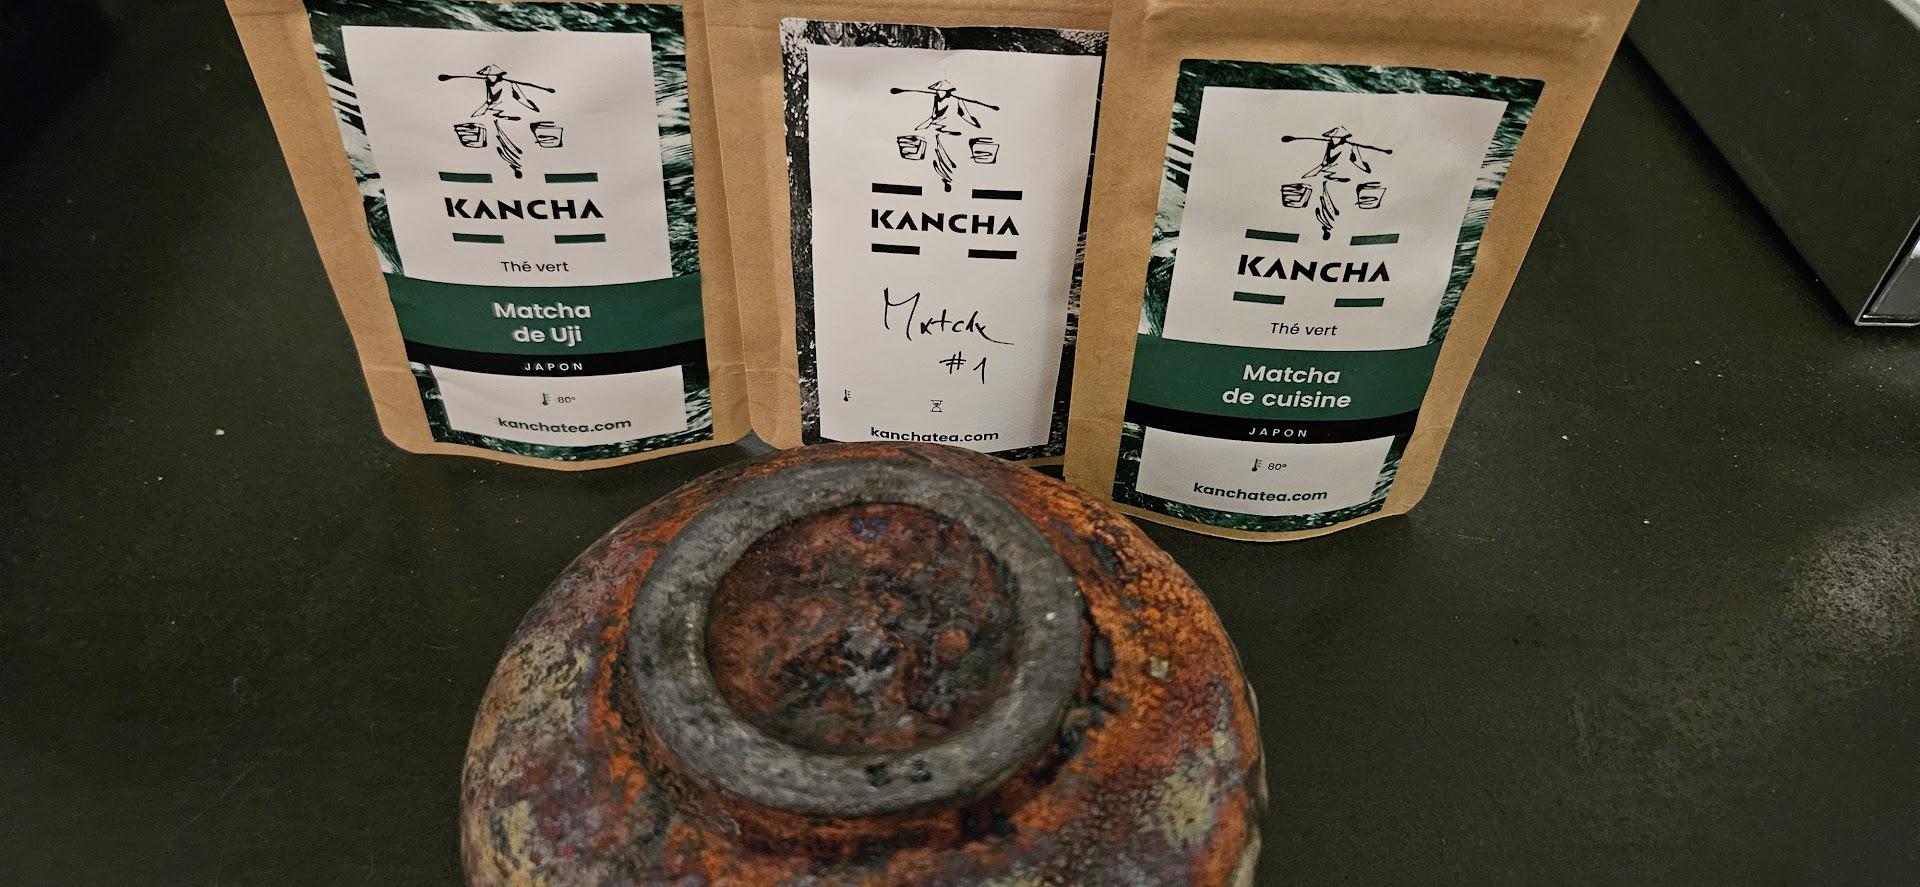 KANCHA
Thé vert
Matcha
de Uji
JAPON
80°
kanchatea.com
KANCHA
Matcha
#1
kanchatea.com
KANCHA
Thé vert
Matcha
de cuisine
JAPON
80°
kanchatea.com